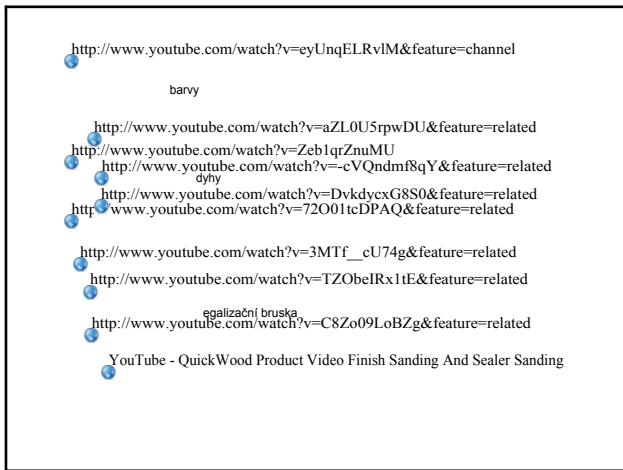 http://www.youtube.com/watch?v=eyUnqELRvlM&feature=channel
barvy
http://www.youtube.com/watch?v=aZL0U5rpwDU&feature=related
http://www.youtube.com/watch?v=Zeb1qrZnuMU
http://www.youtube.com/watch?v=-cVQndmf8qY&feature=related
dyhy
http://www.youtube.com/watch?v=DvkdycxG8S0&feature=related
http://www.youtube.com/watch?v=72O01tcDPAQ&feature=related
http://www.youtube.com/watch?v=3MTf__cU74g&feature=related
http://www.youtube.com/watch?v=TZObeIRx1tE&feature=related
egalizační bruska
http://www.youtube.com/watch?v=C8Zo09LoBZg&feature=related
YouTube - QuickWood Product Video Finish Sanding And Sealer Sanding